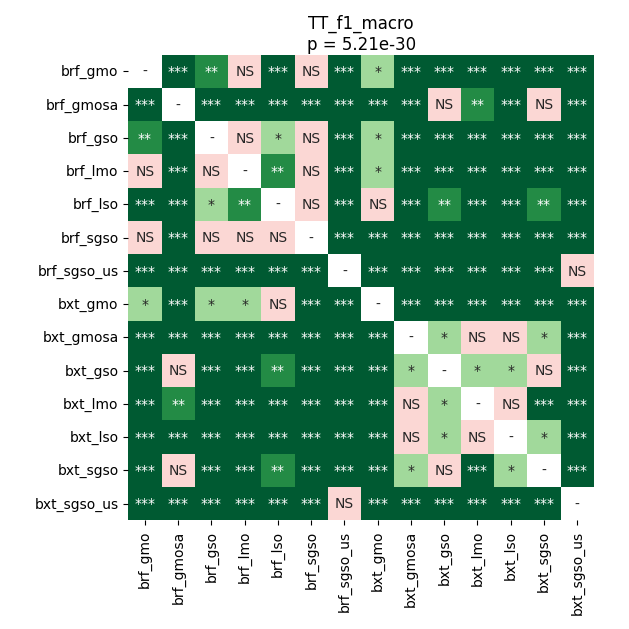 TT_f1_macro
p = 5.21e-30
brf_gmo - *** ** NS *** NS *** * *** *** *** *** *** ***
brf_gmosa *** - *** *** *** *** *** *** *** NS ** *** NS ***
brf_gso ** *** - NS * NS *** * *** *** *** *** *** ***
brf_lmo NS *** NS - ** NS *** * *** *** *** *** *** ***
brf_lso *** *** * ** - NS *** NS *** ** *** *** ** ***
brf_sgso NS *** NS NS NS - *** *** *** *** *** *** *** ***
brf_sgso_us *** *** *** *** *** *** - *** *** *** *** *** *** NS
bxt_gmo * *** * * NS *** *** - *** *** *** *** *** ***
bxt_gmosa *** *** *** *** *** *** *** *** - * NS NS * ***
bxt_gso *** NS *** *** ** *** *** *** * - * * NS ***
bxt_lmo *** ** *** *** *** *** *** *** NS * - NS *** ***
bxt_lso *** *** *** *** *** *** *** *** NS * NS - * ***
bxt_sgso *** NS *** *** ** *** *** *** * NS *** * - ***
bxt_sgso_us *** *** *** *** *** *** NS *** *** *** *** *** *** -
brf_gmo brf_gmosa brf_gso brf_lmo brf_lso brf_sgso brf_sgso_us bxt_gmo bxt_gmosa bxt_gso bxt_lmo bxt_lso bxt_sgso bxt_sgso_us